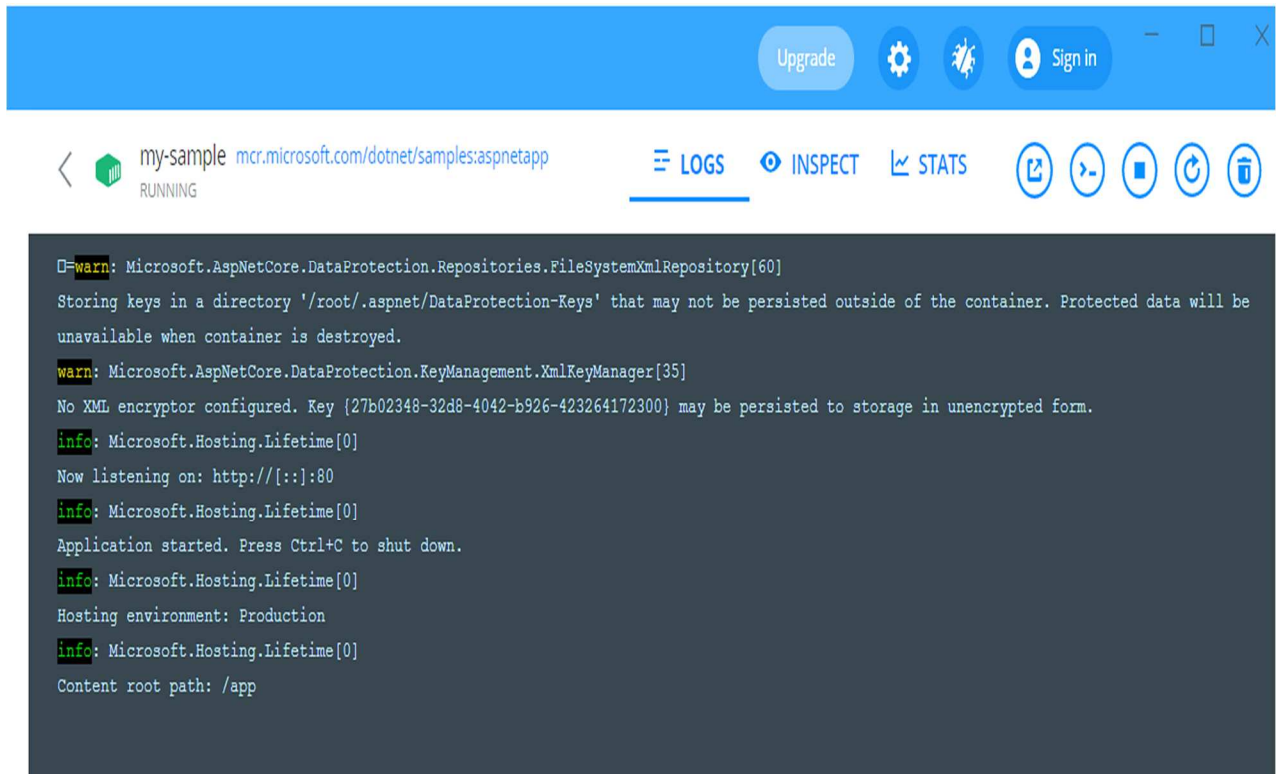 Upgrade
Sign in
my-sample mcr.microsoft.com/dotnet/samples:aspnetapp
RUNNING
LOGS
INSPECT
STATS
=warn: Microsoft.AspNetCore.DataProtection.Repositories.FileSystemXmlRepository[60]
Storing keys in a directory '/root/.aspnet/DataProtection-Keys' that may not be persisted outside of the container. Protected data will be
unavailable when container is destroyed.
warn: Microsoft.AspNetCore.DataProtection.KeyManagement.XmlKeyManager[35]
No XML encryptor configured. Key {27b02348-32d8-4042-b926-423264172300} may be persisted to storage in unencrypted form.
info: Microsoft.Hosting.Lifetime[0]
Now listening on: http://[::]:80
info: Microsoft.Hosting.Lifetime[0]
Application started. Press Ctrl+C to shut down.
info: Microsoft.Hosting.Lifetime[0]
Hosting environment: Production
info: Microsoft.Hosting.Lifetime[0]
Content root path: /app